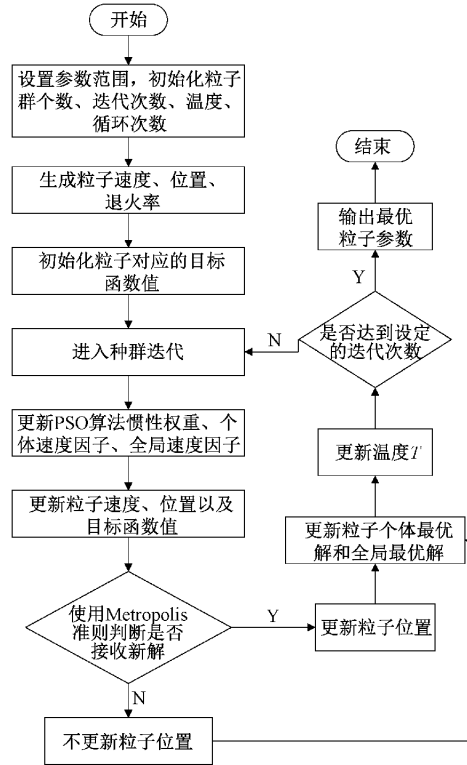 开始
设置参数范围，初始化粒子
群个数、迭代次数、温度、
循环次数
生成粒子速度、位置、
退火率
初始化粒子对应的目标
函数值
进入种群迭代
更新PSO算法惯性权重、个
体速度因子、全局速度因子
更新粒子速度、位置以及
目标函数值
使用Metropolis
准则判断是否
接收新解
Y
N
不更新粒子位置
更新粒子位置
更新粒子个体最优
解和全局最优解
更新温度T
是否达到设定
的迭代次数
N
Y
输出最优
粒子参数
结束